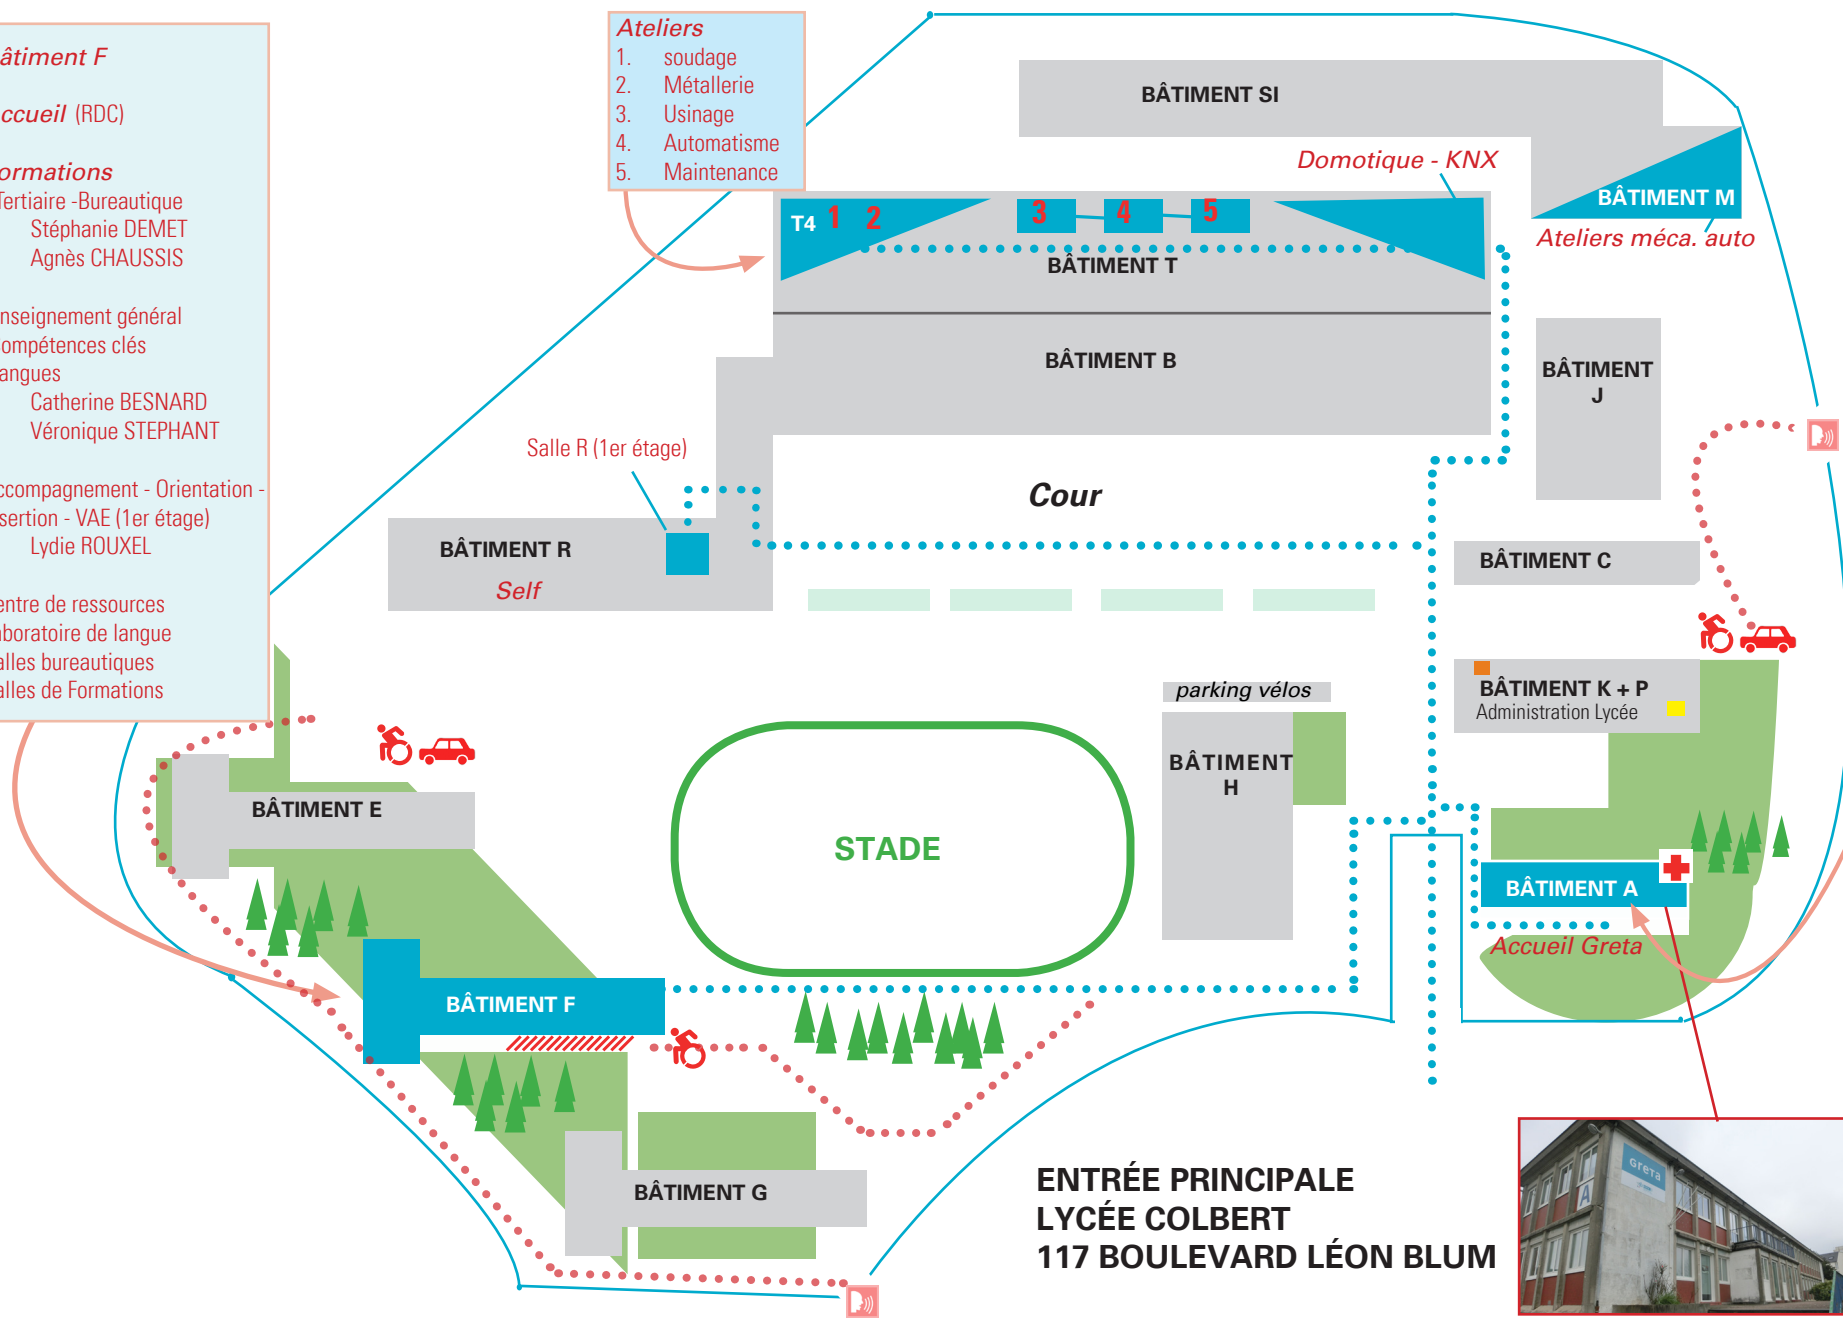 âtiment F
ccueil (RDC)
ormations
Tertiaire -Bureautique
Stéphanie DEMET
Agnès CHAUSSIS
nseignement général
ompétences clés
angues
Catherine BESNARD
Véronique STEPHANT
ccompagnement - Orientation -
sertion - VAE (1er étage)
Lydie ROUXEL
entre de ressources
aboratoire de langue
alles bureautiques
alles de Formations
Ateliers
1. soudage
2. Métallerie
3. Usinage
4. Automatisme
5. Maintenance
BÂTIMENT SI
Domotique - KNX
BÂTIMENT M
Ateliers méca. auto
T4 1 2 3 4 5
BÂTIMENT T
BÂTIMENT B
BÂTIMENT
J
Salle R (1er étage)
Cour
BÂTIMENT R
Self
BÂTIMENT C
parking vélos
BÂTIMENT K + P
Administration Lycée
BÂTIMENT
H
BÂTIMENT E
STADE
BÂTIMENT A
Accueil Greta
BÂTIMENT F
BÂTIMENT G
ENTRÉE PRINCIPALE
LYCÉE COLBERT
117 BOULEVARD LÉON BLUM
GRETA
A